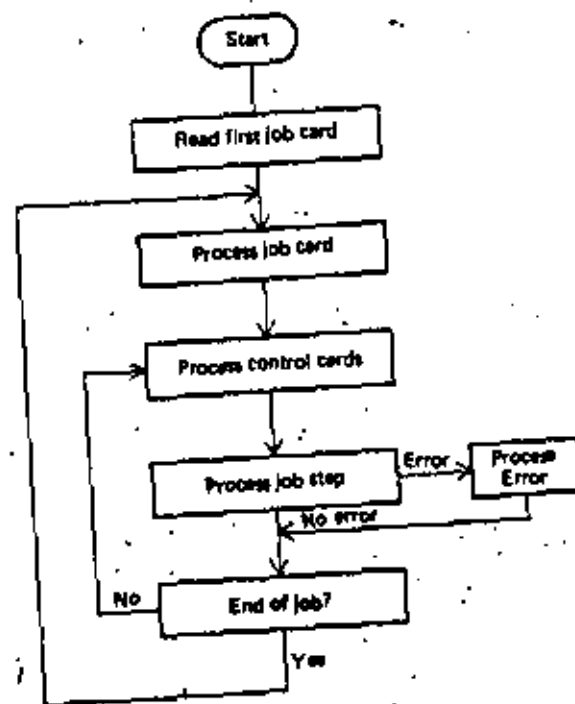 Start
Read first job card
Process job card
Process control cards
Process job step
Error
Process
Error
No error
End of job?
No
Yes